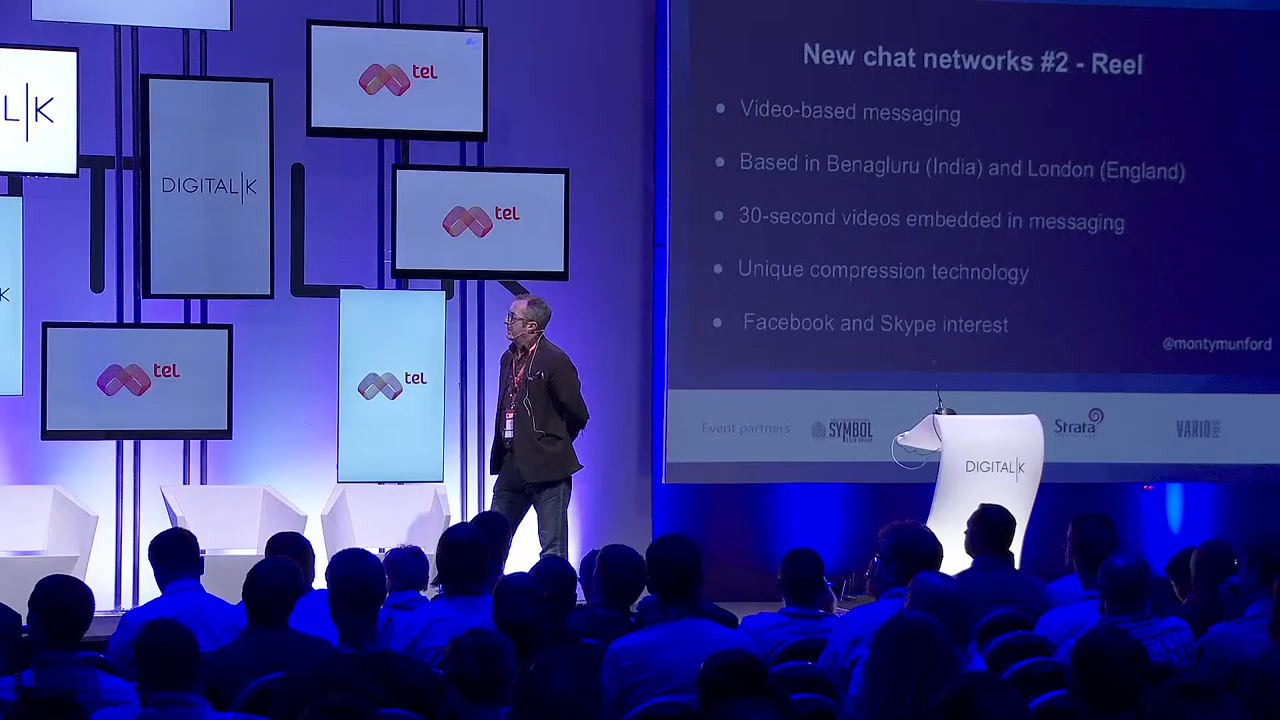 L|K
DIGITAL|K
tel
tel
K
tel
tel
New chat networks #2 - Reel
Video-based messaging
Based in Benagluru (India) and London (England)
30-second videos embedded in messaging
Unique compression technology
Facebook and Skype interest
@montymunford
Event partners
SYMBOL
Strata
VARIO
DIGITAL|K